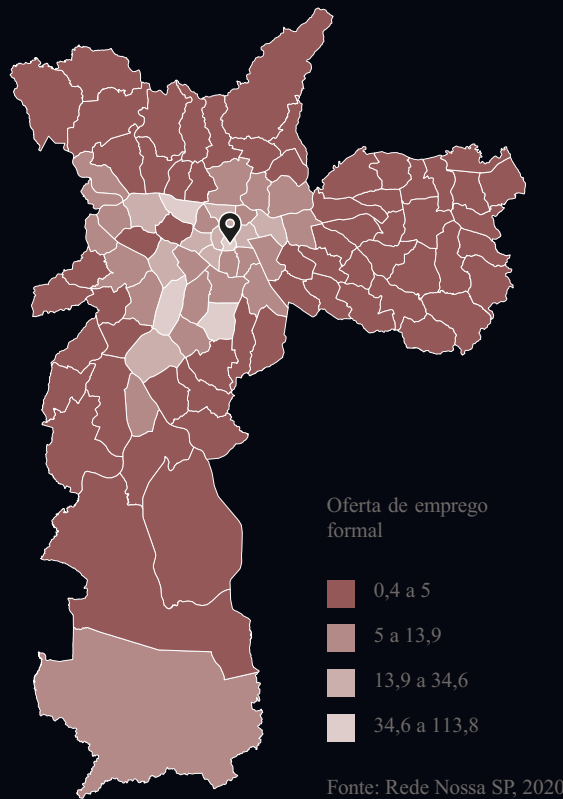 Oferta de emprego
formal
0,4 a 5
5 a 13,9
13,9 a 34,6
34,6 a 113,8
Fonte: Rede Nossa SP, 2020